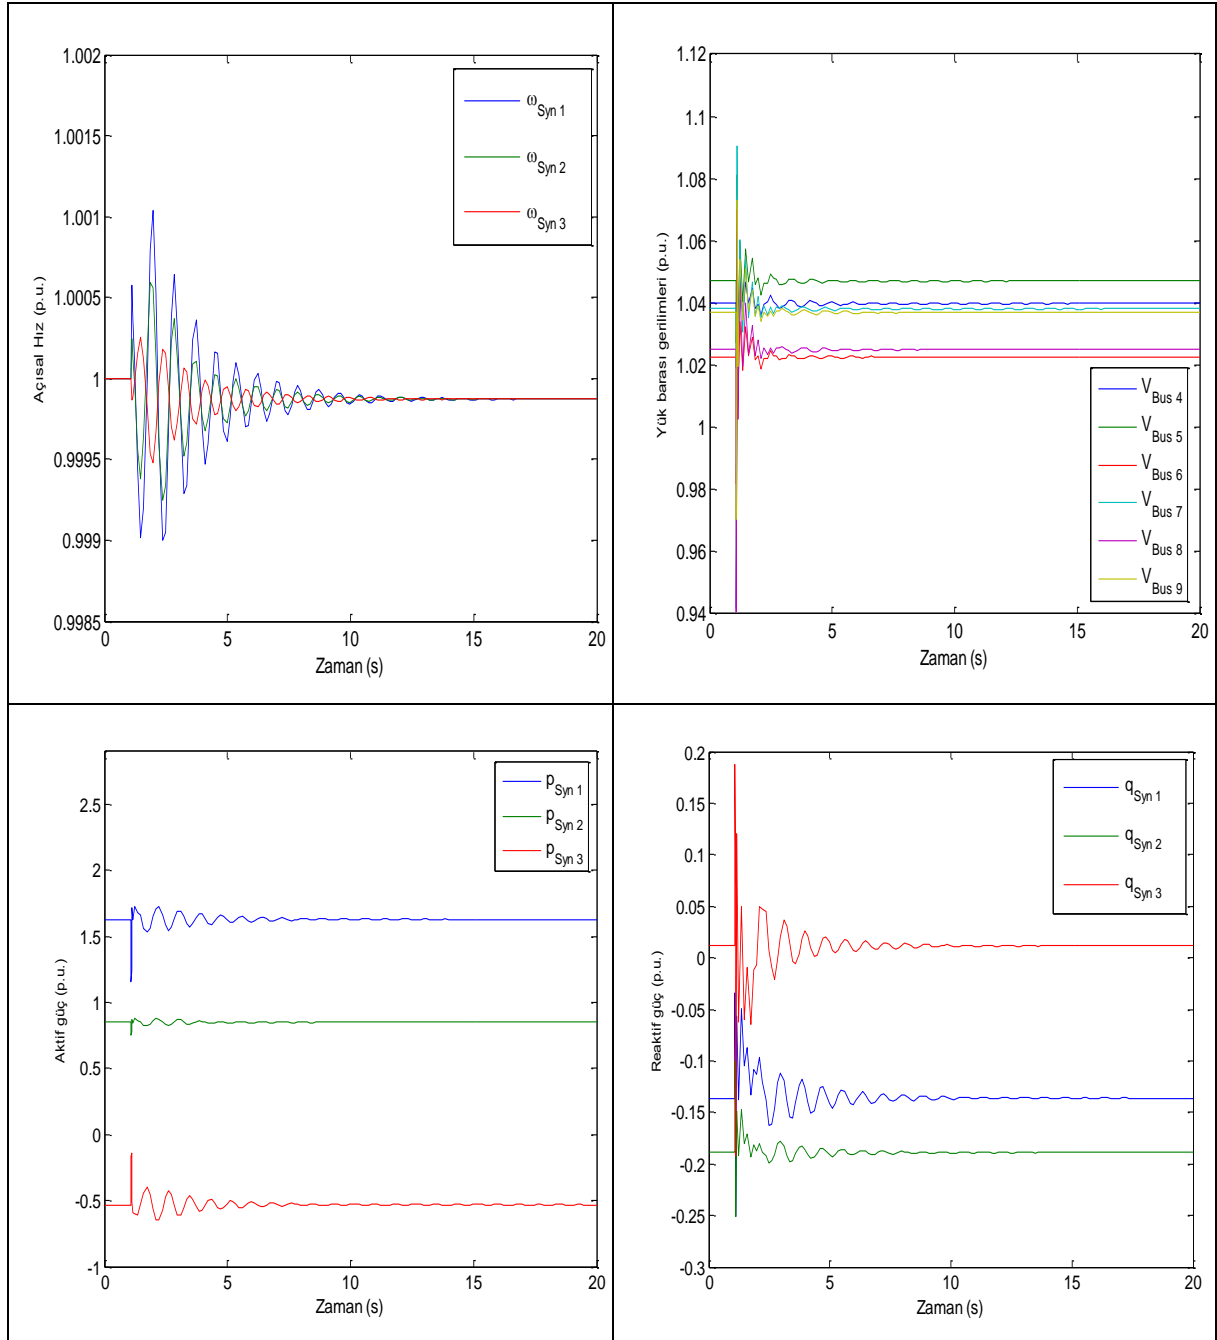 1.002
1.0015
1.001
1.0005
1
0.9995
0.999
0.9985
0
5
10
15
20
Açısal Hız (p.u.)
Zaman (s)
ωSyn 1
ωSyn 2
ωSyn 3
1.12
1.1
1.08
1.06
1.04
1.02
1
0.98
0.96
0.94
0
5
10
15
20
Yük barası gerilimleri (p.u.)
Zaman (s)
VBus 4
VBus 5
VBus 6
VBus 7
VBus 8
VBus 9
2.5
2
1.5
1
0.5
0
-0.5
-1
0
5
10
15
20
Aktif güç (p.u.)
Zaman (s)
pSyn 1
pSyn 2
pSyn 3
0.2
0.15
0.1
0.05
0
-0.05
-0.1
-0.15
-0.2
-0.25
-0.3
0
5
10
15
20
Reaktif güç (p.u.)
Zaman (s)
qSyn 1
qSyn 2
qSyn 3